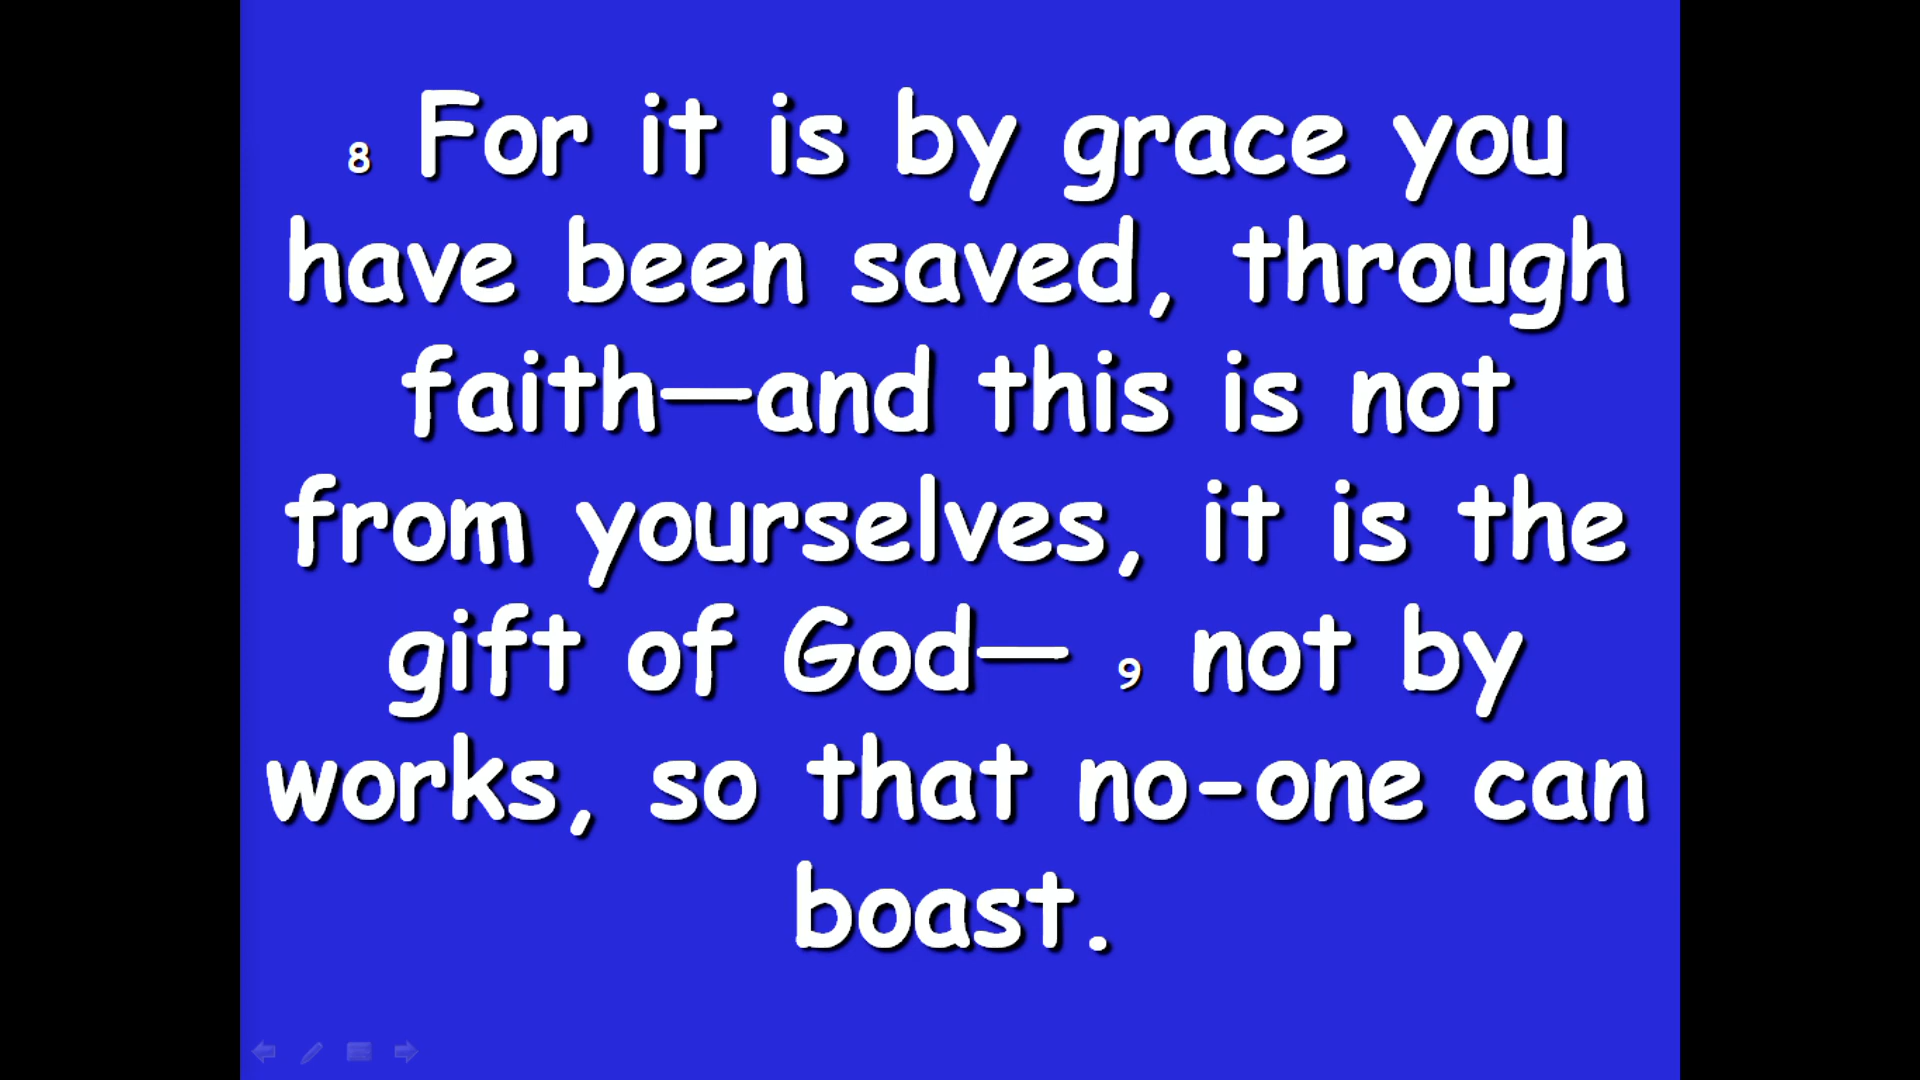 8 For it is by grace you
have been saved, through
faith—and this is not
from yourselves, it is the
gift of God— 9 not by
works, so that no-one can
boast.